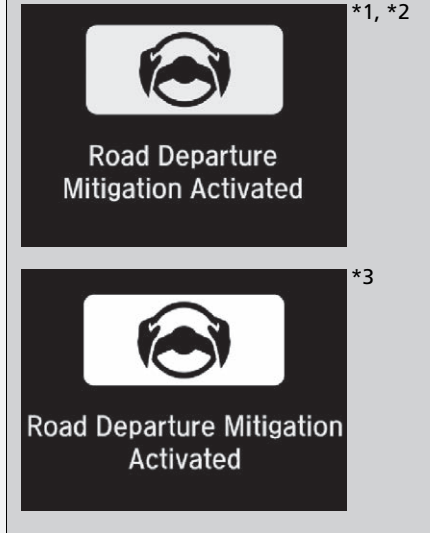 *1, *2
Road Departure
Mitigation Activated
*3
Road Departure Mitigation
Activated